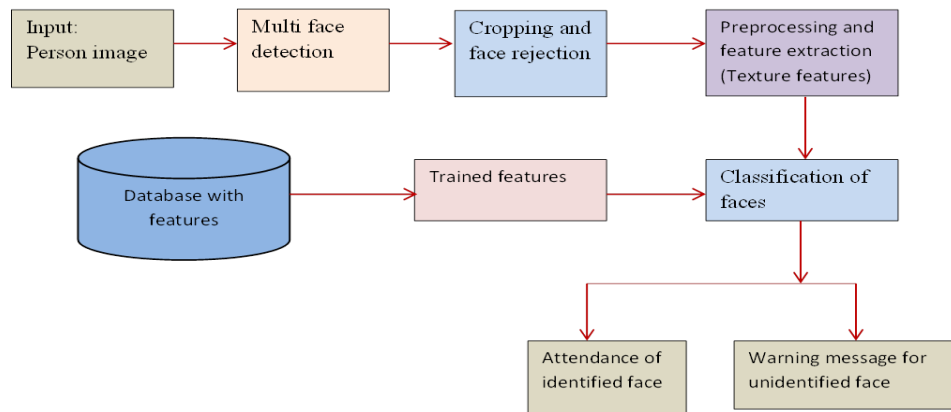 Input:
Person image
Multi face
detection
Cropping and
face rejection
Preprocessing and
feature extraction
(Texture features)
Database with
features
Trained features
Classification of
faces
Attendance of
identified face
Warning message for
unidentified face